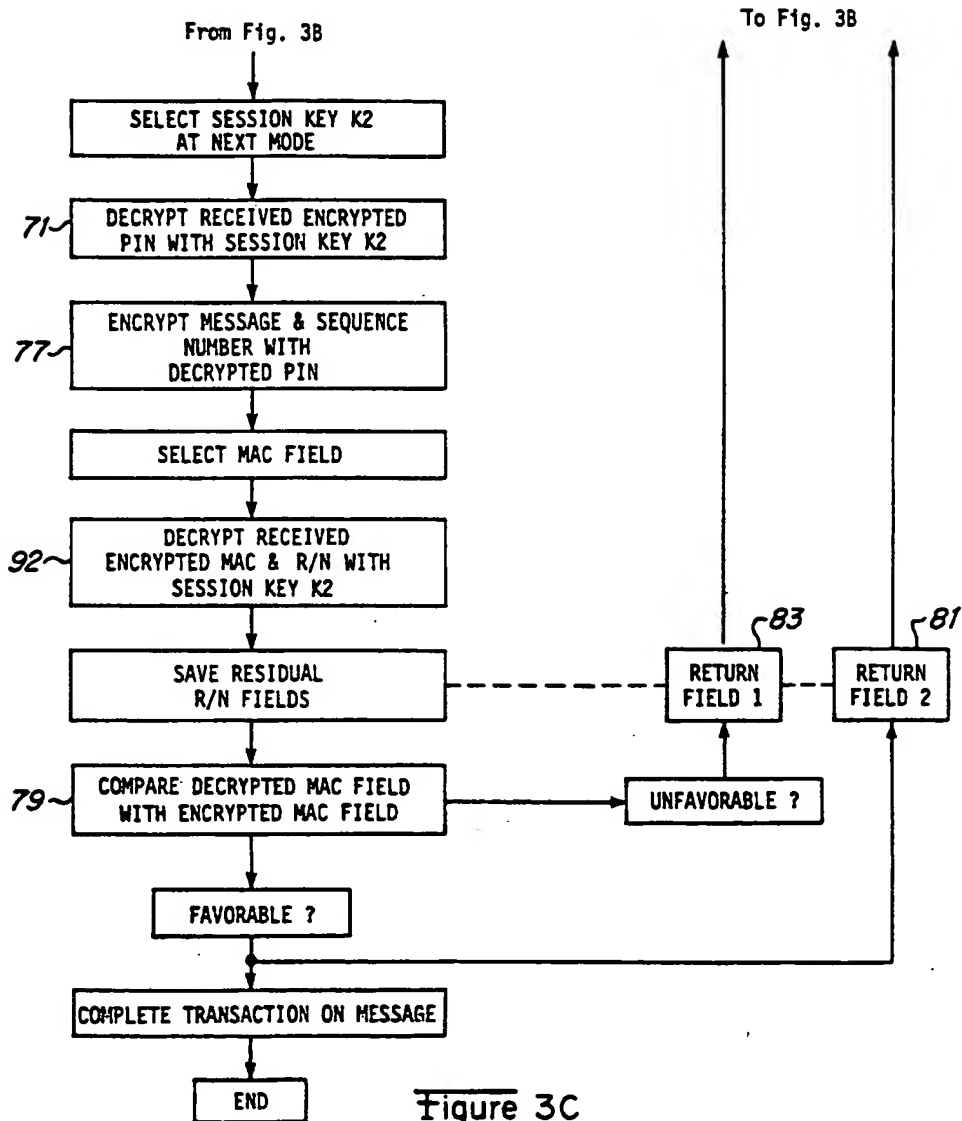 From Fig. 3B
To Fig. 3B
SELECT SESSION KEY K2
AT NEXT MODE
71
DECRYPT RECEIVED ENCRYPTED
PIN WITH SESSION KEY K2
77
ENCRYPT MESSAGE & SEQUENCE
NUMBER WITH
DECRYPTED PIN
SELECT MAC FIELD
92
DECRYPT RECEIVED
ENCRYPTED MAC & R/N WITH
SESSION KEY K2
SAVE RESIDUAL
R/N FIELDS
83
RETURN
FIELD 1
81
RETURN
FIELD 2
79
COMPARE DECRYPTED MAC FIELD
WITH ENCRYPTED MAC FIELD
UNFAVORABLE ?
FAVORABLE ?
COMPLETE TRANSACTION ON MESSAGE
END
Figure 3C